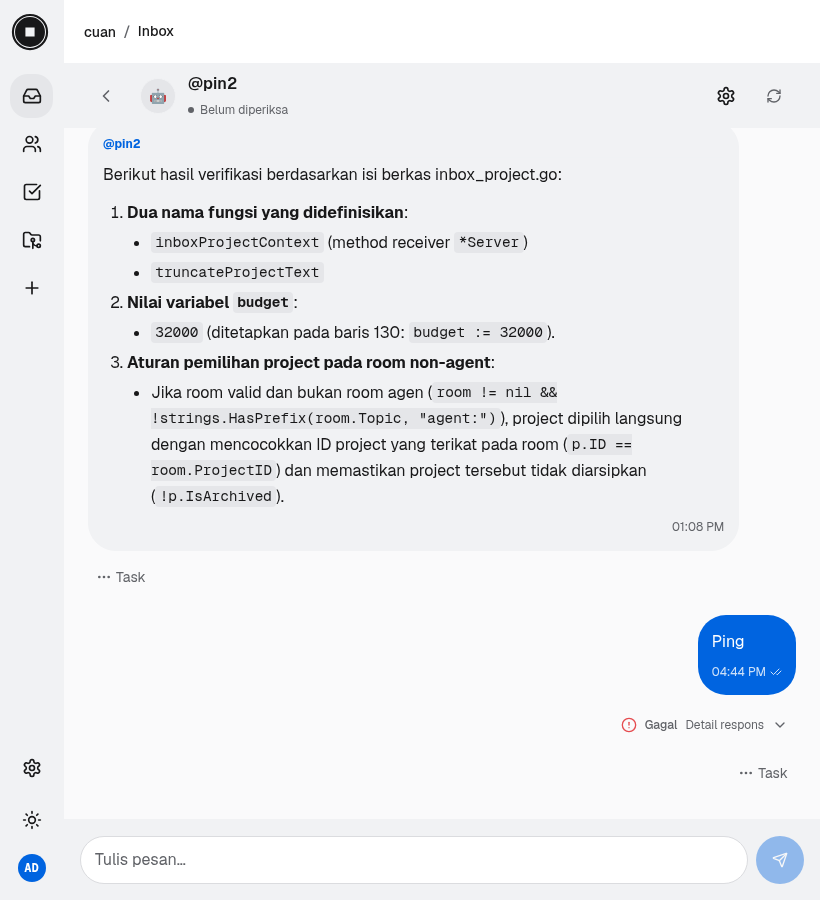 cuan / Inbox
@pin2
Belum diperiksa
@pin2
Berikut hasil verifikasi berdasarkan isi berkas inbox_project.go:
1. Dua nama fungsi yang didefinisikan:
• inboxProjectContext (method receiver *Server)
• truncateProjectText
2. Nilai variabel budget:
• 32000 (ditetapkan pada baris 130: budget := 32000).
3. Aturan pemilihan project pada room non-agent:
• Jika room valid dan bukan room agen (room != nil &&
!strings.HasPrefix(room.Topic, "agent:")), project dipilih langsung
dengan mencocokkan ID project yang terikat pada room (p.ID ==
room.ProjectID) dan memastikan project tersebut tidak diarsipkan
(!p.IsArchived).
01:08 PM
··· Task
Ping
04:44 PM
Gagal Detail respons
··· Task
AD
Tulis pesan...